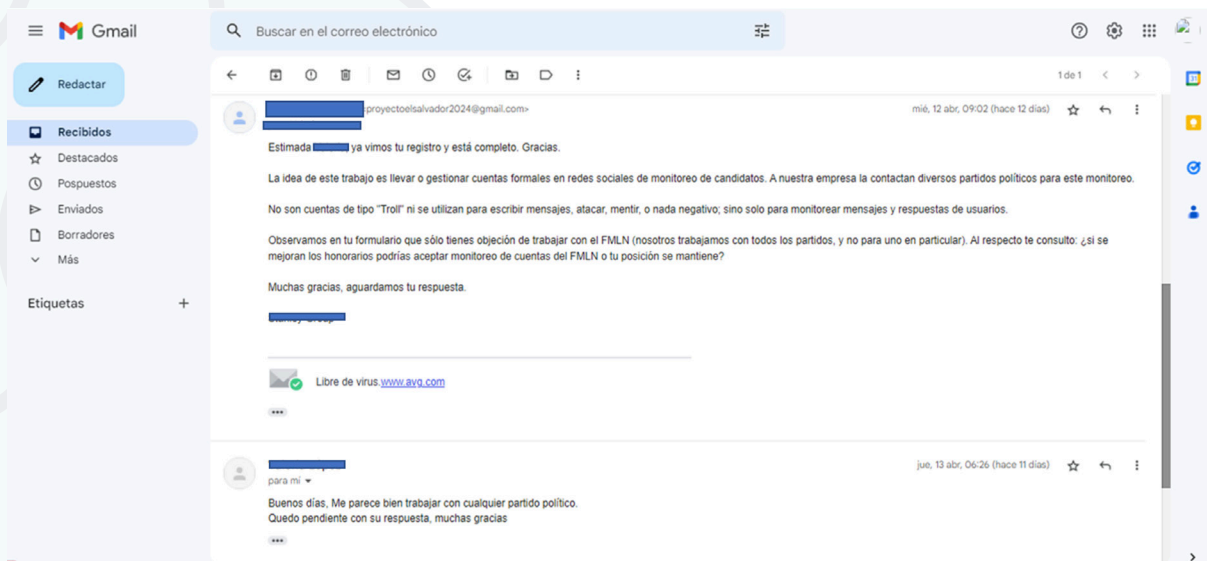 Gmail
Buscar en el correo electrónico
Redactar
1 de 1
31
Recibidos
Destacados
Pospuestos
Enviados
Borradores
Más
Etiquetas
proyectoelsalvador2024@gmail.com>
mié, 12 abr, 09:02 (hace 12 días)
Estimada ya vimos tu registro y está completo. Gracias.
La idea de este trabajo es llevar o gestionar cuentas formales en redes sociales de monitoreo de candidatos. A nuestra empresa la contactan diversos partidos políticos para este monitoreo.
No son cuentas de tipo "Troll" ni se utilizan para escribir mensajes, atacar, mentir, o nada negativo; sino solo para monitorear mensajes y respuestas de usuarios.
Observamos en tu formulario que sólo tienes objeción de trabajar con el FMLN (nosotros trabajamos con todos los partidos, y no para uno en particular). Al respecto te consulto: ¿si se
mejoran los honorarios podrías aceptar monitoreo de cuentas del FMLN o tu posición se mantiene?
Muchas gracias, aguardamos tu respuesta.
Libre de virus.www.avg.com
jue, 13 abr, 06:26 (hace 11 días)
para mí
Buenos días, Me parece bien trabajar con cualquier partido político.
Quedo pendiente con su respuesta, muchas gracias